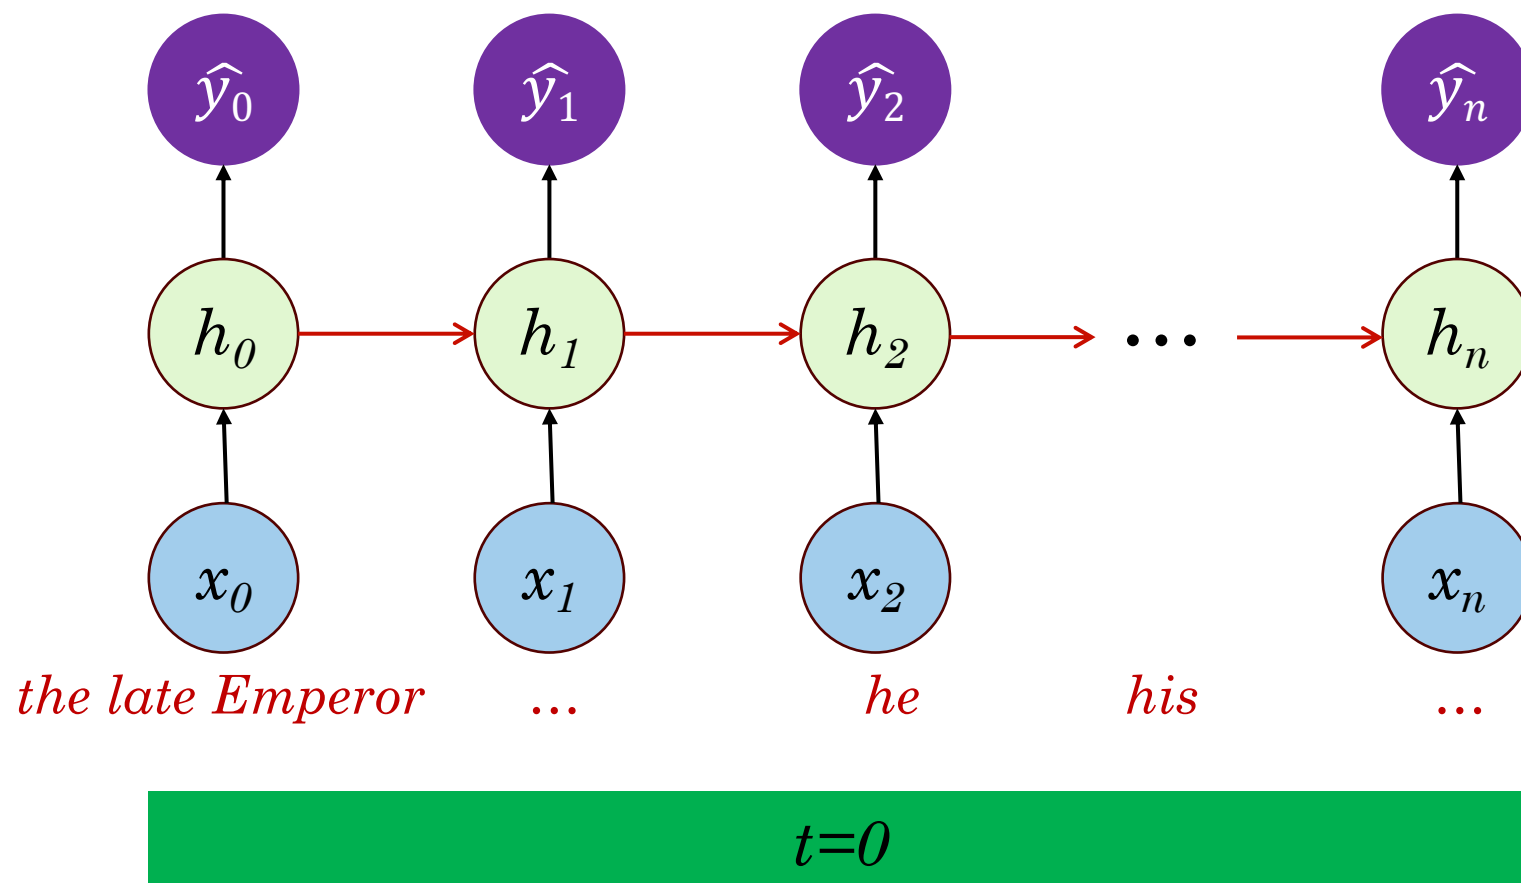 ŷ₀ ŷ₁ ŷ₂ ŷₙ
h₀ h₁ h₂ ... hₙ
x₀ x₁ x₂ xₙ
the late Emperor ... he his ...
t=0